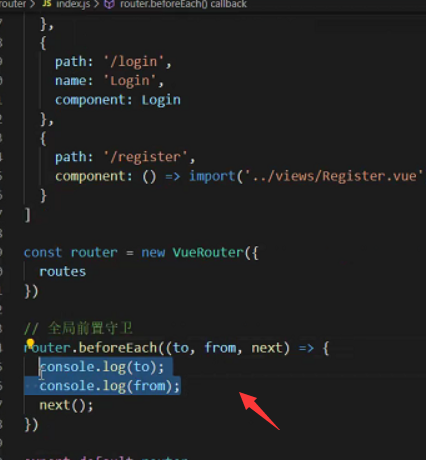 router > JS index.js > router.beforeEach() callback
},
{
path: '/login',
name: 'Login',
component: Login
},
{
path: '/register',
component: () => import('../views/Register.vue'
}
]
const router = new VueRouter({
routes
})
// 全局前置守卫
router.beforeEach((to, from, next) => {
console.log(to);
console.log(from);
next();
})
export default router